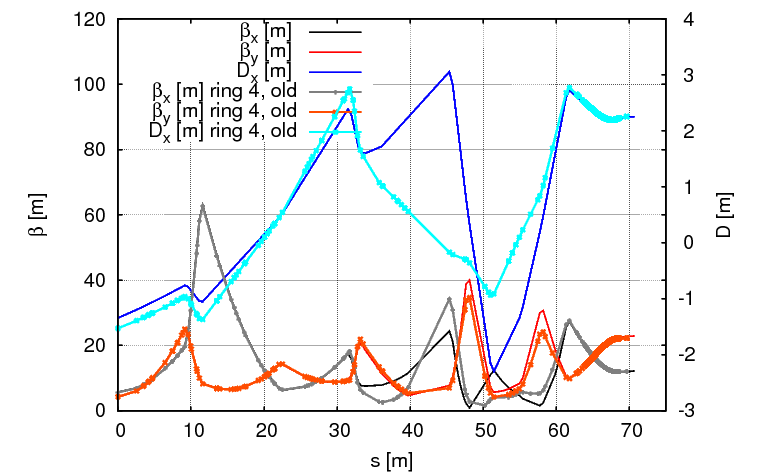 120
100
80
60
40
20
0
β [m]
βx [m]
βy [m]
Dx [m]
βx [m] ring 4, old
βy [m] ring 4, old
Dx [m] ring 4, old
4
3
2
1
0
-1
-2
-3
D [m]
0 10 20 30 40 50 60 70
s [m]